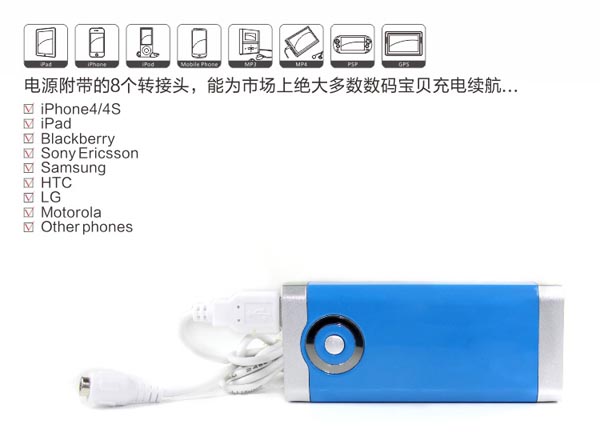 iPad
iPhone
iPod
Mobile Phone
MP3
MP4
PSP
GPS
电源附带的8个转接头，能为市场上绝大多数数码宝贝充电续航...
iPhone4/4S
iPad
Blackberry
Sony Ericsson
Samsung
HTC
LG
Motorola
Other phones